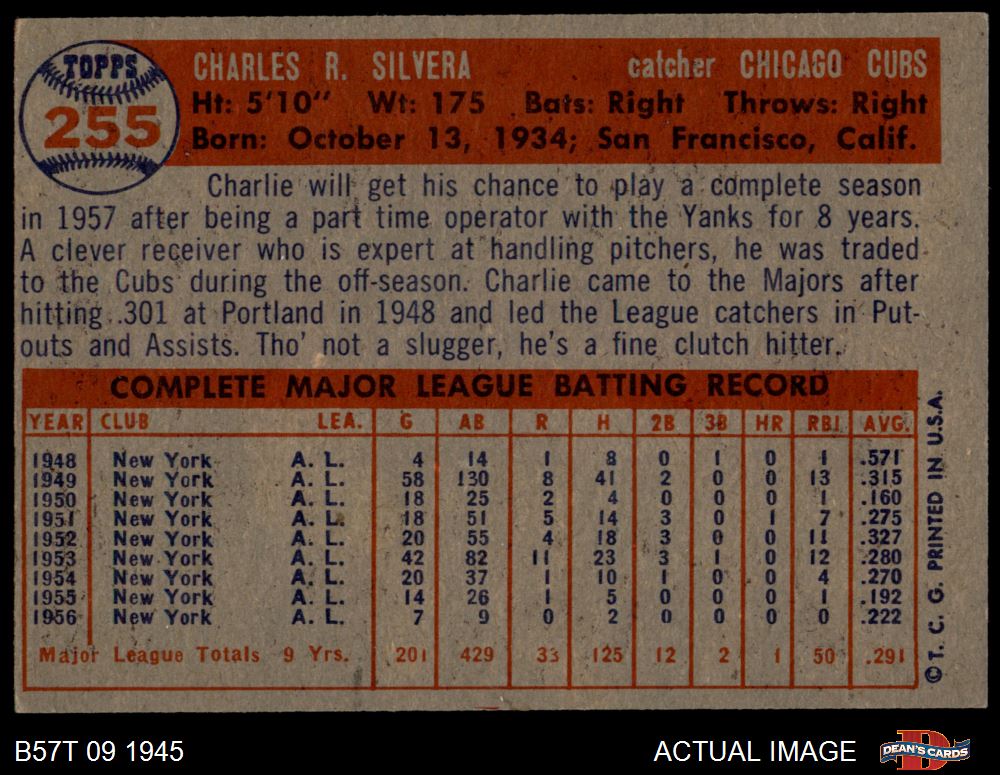 TOPPS
255
CHARLES R. SILVERA catcher CHICAGO CUBS
Ht: 5'10" Wt: 175 Bats: Right Throws: Right
Born: October 13, 1934; San Francisco, Calif.
Charlie will get his chance to play a complete season
in 1957 after being a part time operator with the Yanks for 8 years.
A clever receiver who is expert at handling pitchers, he was traded
to the Cubs during the off-season. Charlie came to the Majors after
hitting .301 at Portland in 1948 and led the League catchers in Put-
outs and Assists. Tho' not a slugger, he's a fine clutch hitter.
COMPLETE MAJOR LEAGUE BATTING RECORD
YEAR CLUB LEA. G AB R H 2B 3B HR RBI AVG.
1948 New York A. L. 4 14 1 8 0 1 0 1 .571
1949 New York A. L. 58 130 8 41 2 0 0 13 .315
1950 New York A. L. 18 25 2 4 0 0 0 1 .160
1951 New York A. L. 18 51 5 14 3 0 1 7 .275
1952 New York A. L. 20 55 4 18 3 0 0 11 .327
1953 New York A. L. 42 82 11 23 3 1 0 12 .280
1954 New York A. L. 20 37 1 10 1 0 0 4 .270
1955 New York A. L. 14 26 1 5 0 0 0 1 .192
1956 New York A. L. 7 9 0 2 0 0 0 0 .222
Major League Totals 9 Yrs. 201 429 33 125 12 2 1 50 .291
© T. C. G. PRINTED IN U.S.A.
B57T 09 1945 ACTUAL IMAGE
DEAN'S CARDS